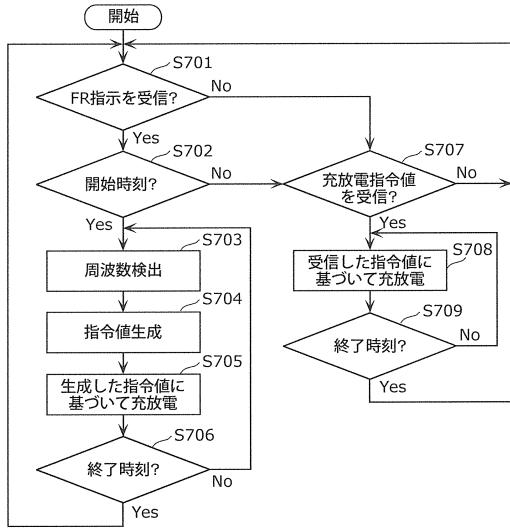 開始
S701
FR指示を受信?
No
Yes
S702
開始時刻?
No
Yes
S707
充放電指令値
を受信?
No
Yes
S703
周波数検出
S704
指令値生成
S705
生成した指令値に
基づいて充放電
S706
終了時刻?
No
Yes
S708
受信した指令値に
基づいて充放電
S709
終了時刻?
No
Yes